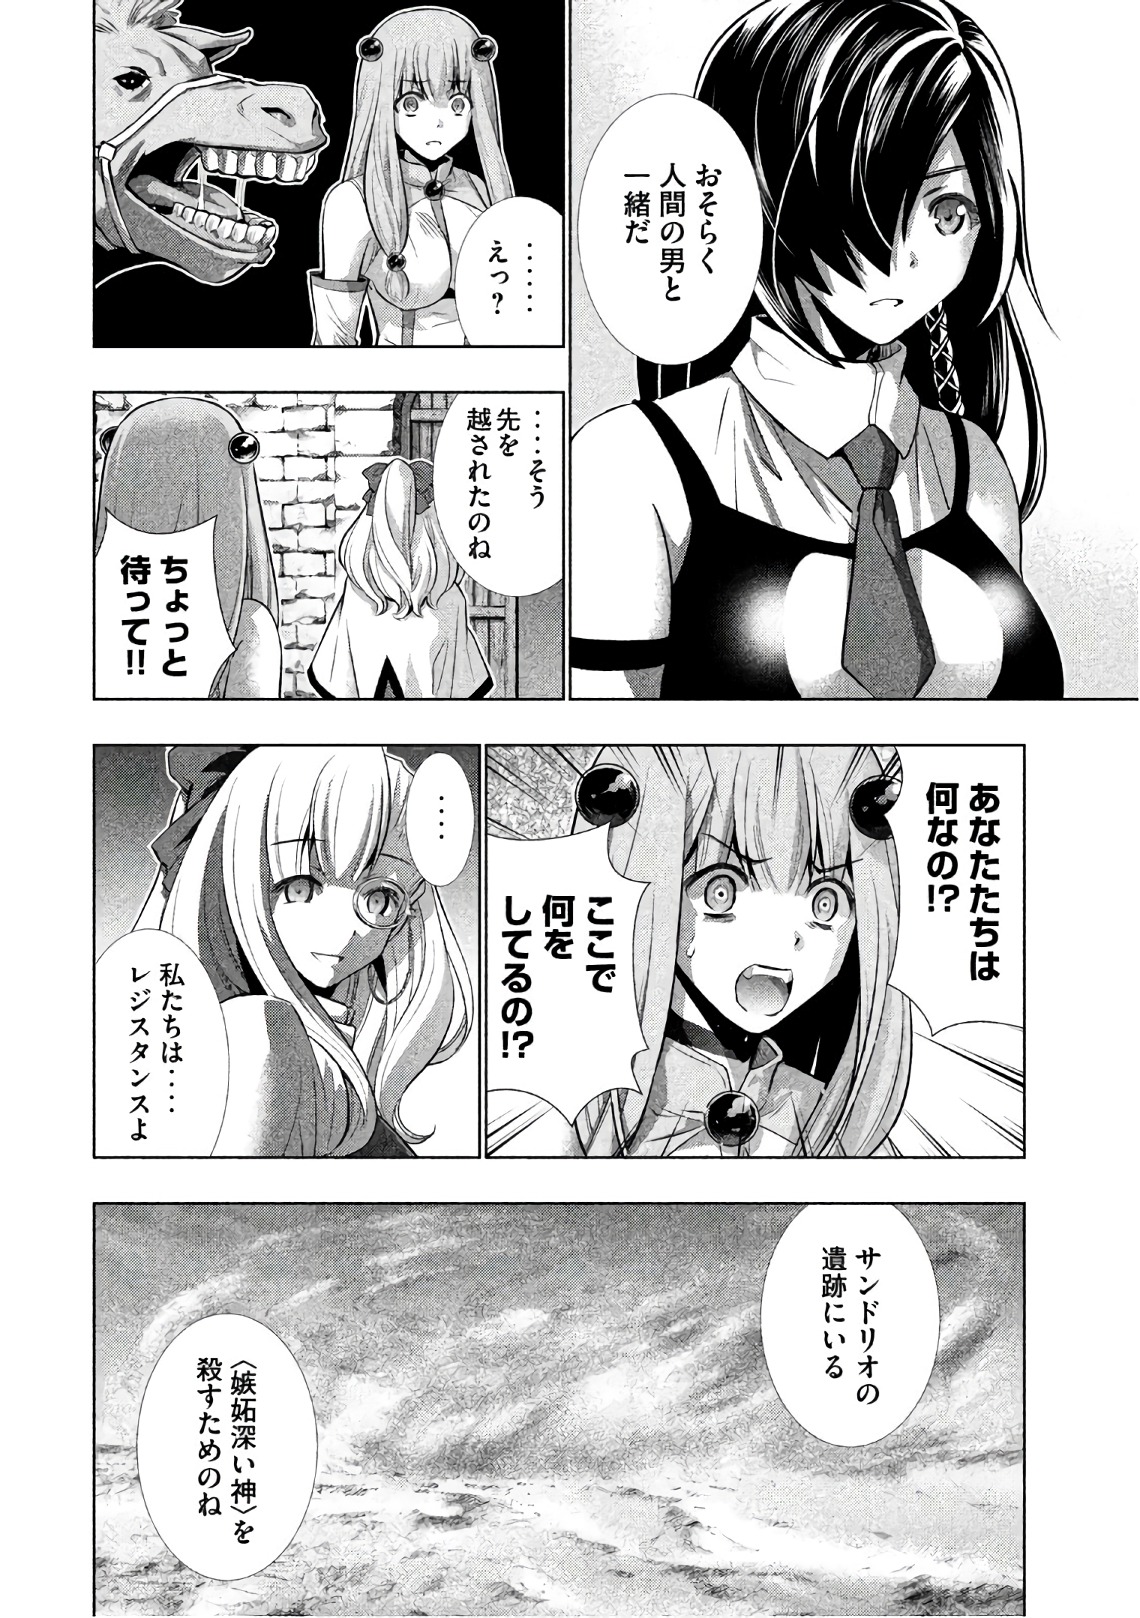 おそらく
人間の男と
一緒だ
‥‥‥
えっ？
‥‥そう
先を
越されたのね
ちょっと
待って!!
あなたたちは
何なの!?
ここで
何を
してるの!?
‥‥
私たちは‥‥
レジスタンスよ
サンドリオの
遺跡にいる
〈嫉妬深い神〉を
殺すためのね